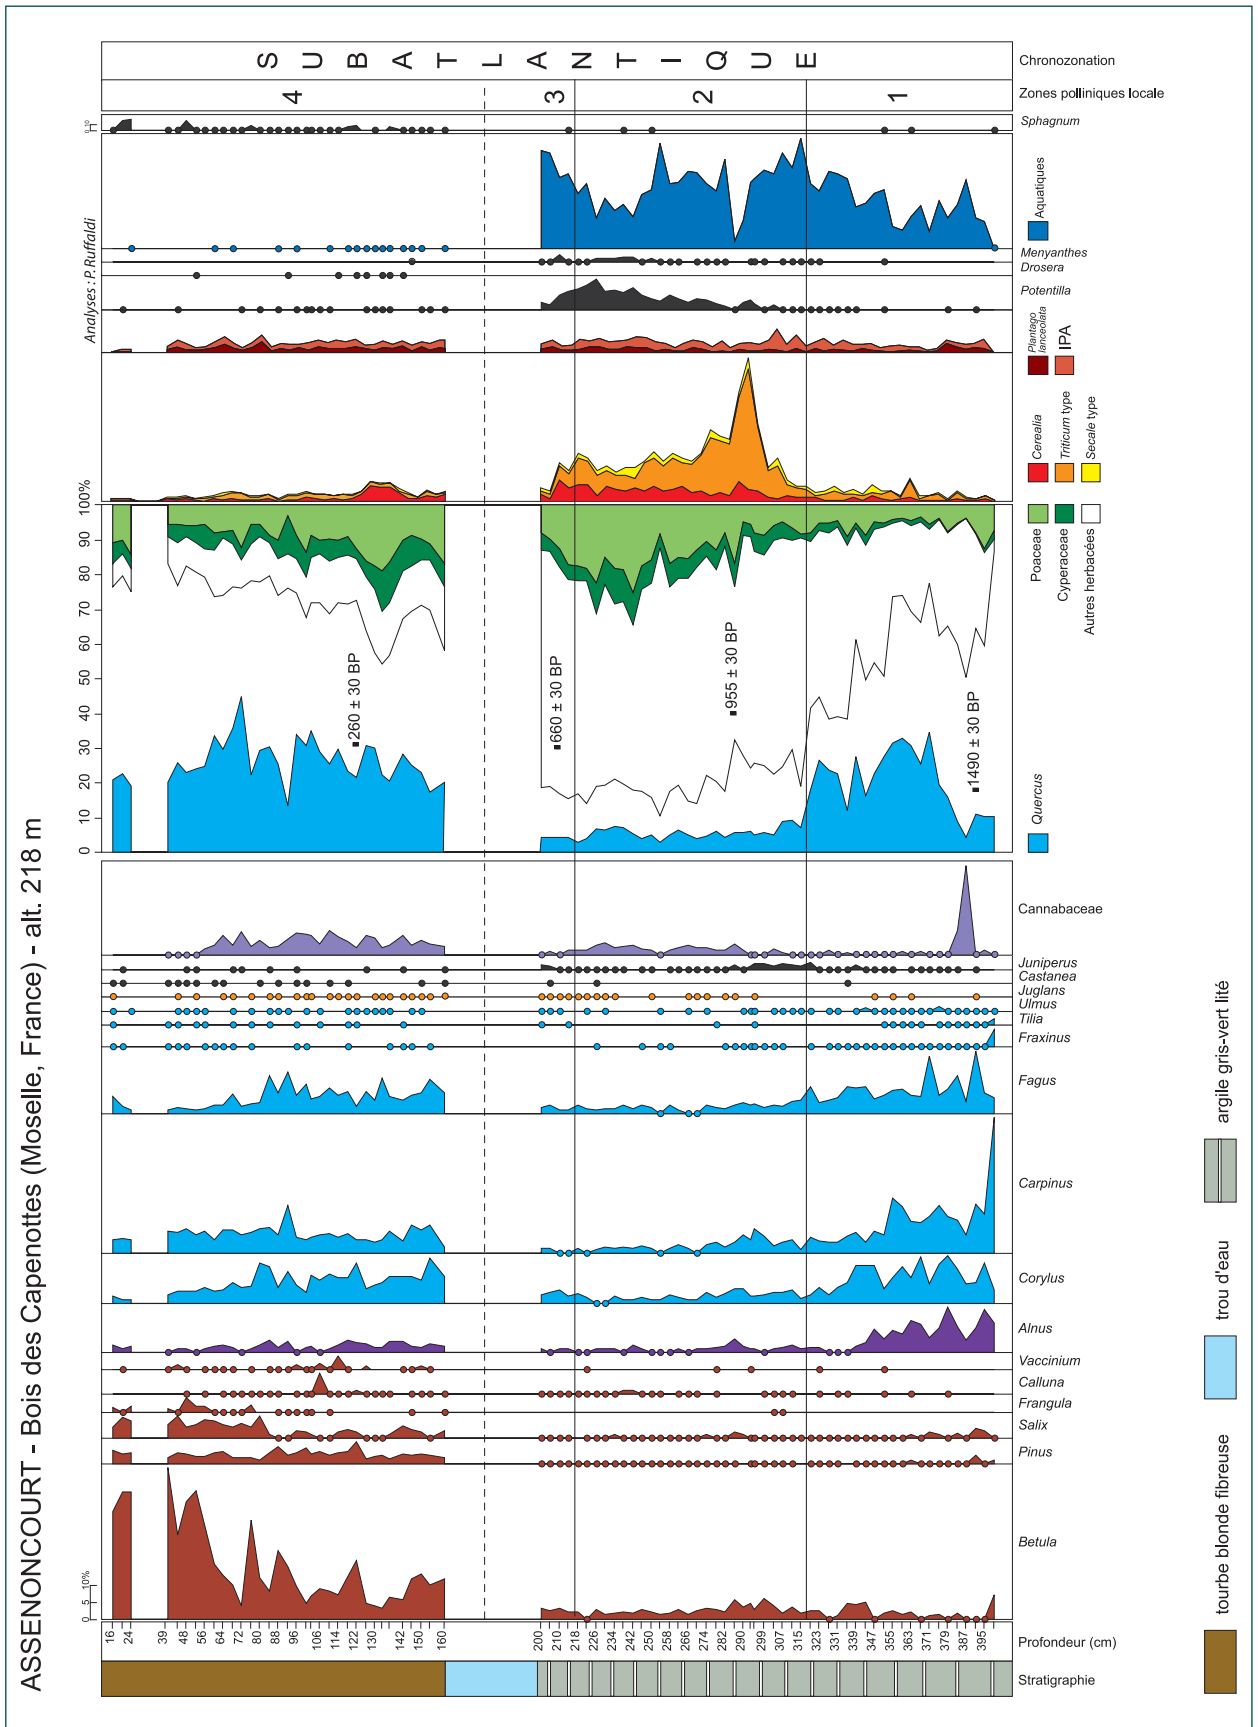 ASSENONCOURT - Bois des Capenottes (Moselle, France) - alt. 218 m
SUBATLANTIQUE
Chronozonation
4
3
2
1
Zones polliniques locale
Sphagnum
Aquatiques
Menyanthes
Drosera
Potentilla
Analyses : P. Ruffaldi
Plantago
lanceolata
IPA
Cerealia
Triticum type
Secale type
Poaceae
Cyperaceae
Autres herbacées
100%
90
80
70
60
50
40
30
20
10
0
260 ± 30 BP
660 ± 30 BP
955 ± 30 BP
1490 ± 30 BP
Quercus
Cannabaceae
Juniperus
Castanea
Juglans
Ulmus
Tilia
Fraxinus
Fagus
Carpinus
Corylus
Alnus
Vaccinium
Calluna
Frangula
Salix
Pinus
Betula
0 5 10%
16 24 39 48 56 64 72 80 88 96 106 114 122 130 142 150 160 200 210 218 226 234 242 250 258 266 274 282 290 299 307 315 323 331 339 347 355 363 371 379 387 395
Profondeur (cm)
Stratigraphie
tourbe blonde fibreuse
trou d'eau
argile gris-vert lité